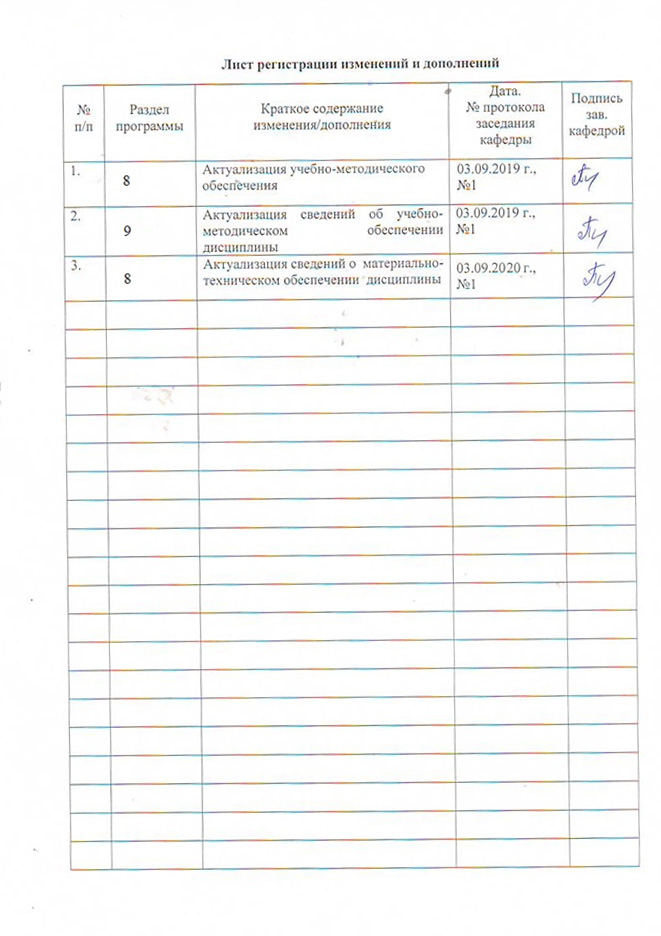 Лист регистрации изменений и дополнений
№
п/п
Раздел
программы
Краткое содержание
изменения/дополнения
Дата.
№ протокола
заседания
кафедры
Подпись
зав.
кафедрой
1.
8
Актуализация учебно-методического
обеспечения
03.09.2019 г.,
№1
2.
9
Актуализация сведений об учебно-
методическом обеспечении
дисциплины
03.09.2019 г.,
№1
3.
8
Актуализация сведений о материально-
техническом обеспечении дисциплины
03.09.2020 г.,
№1